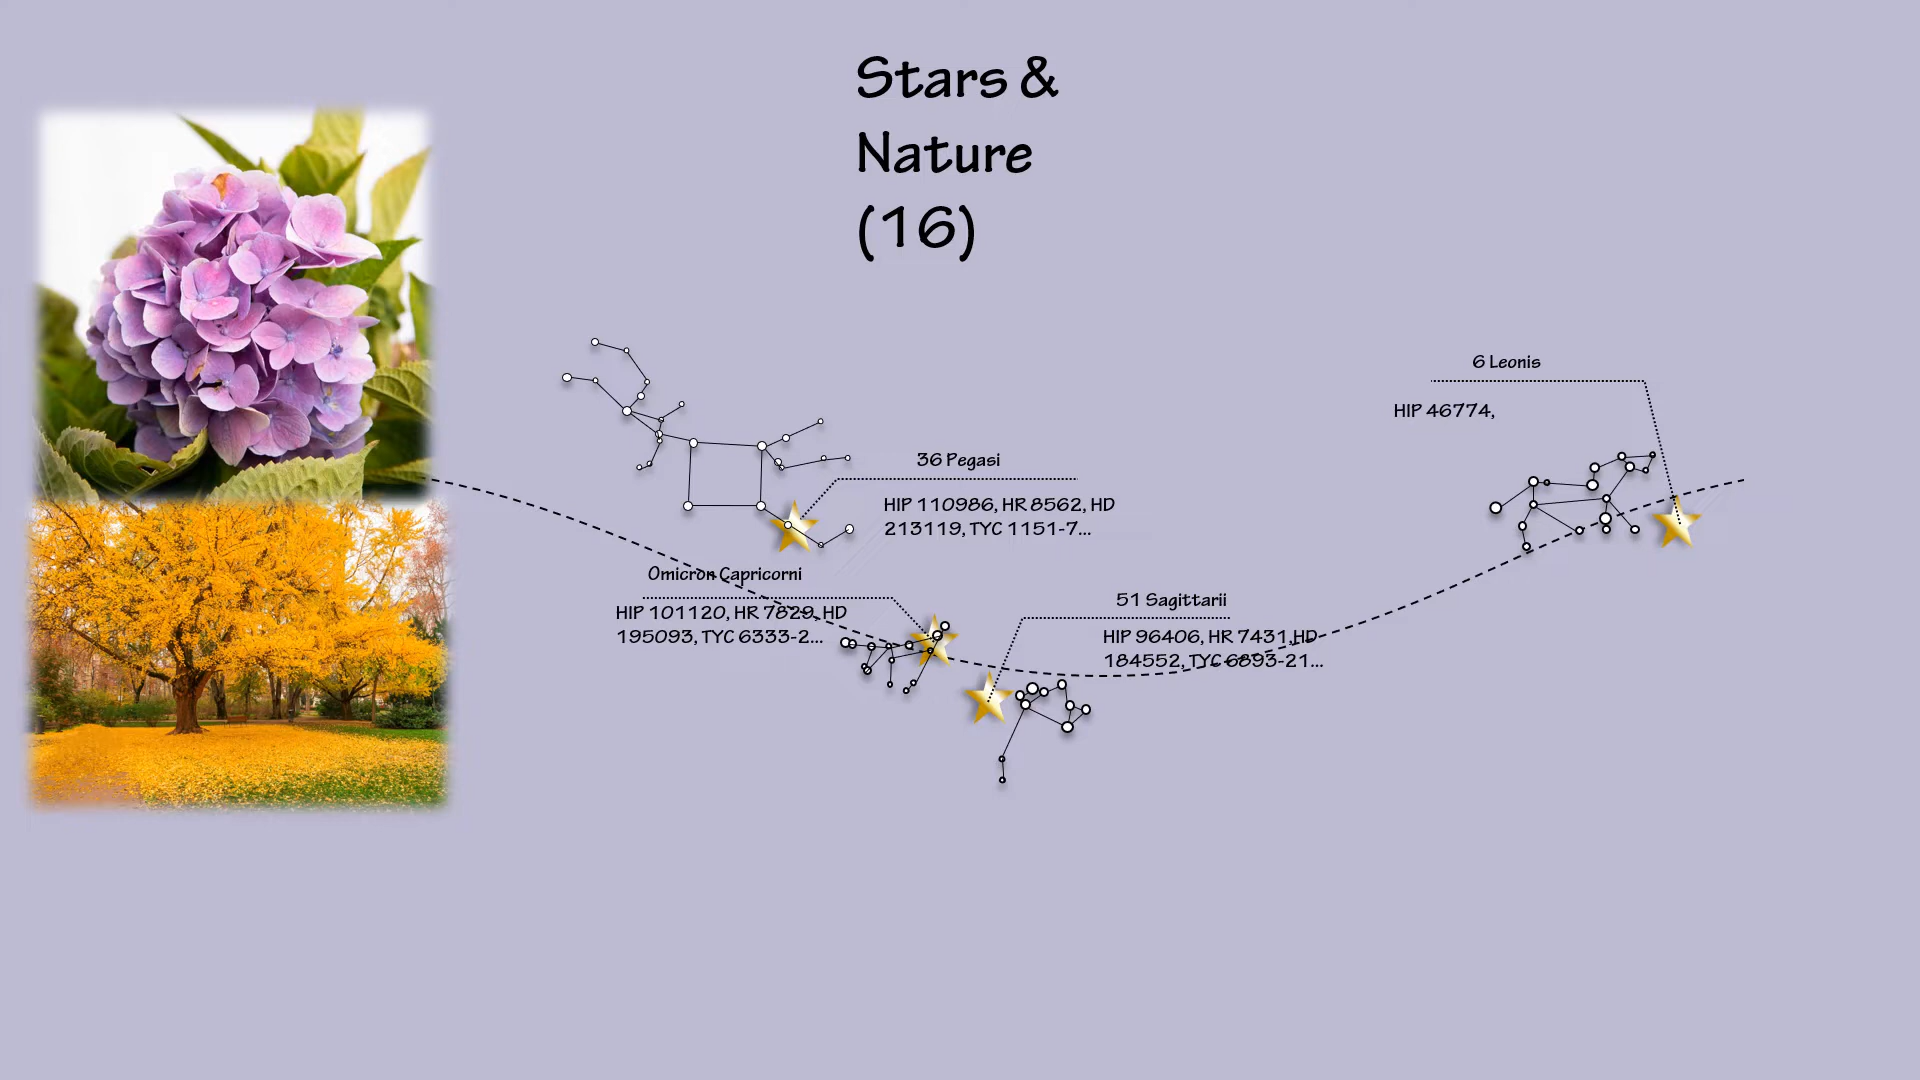 Stars &
Nature
(16)
6 Leonis
HIP 46774,
36 Pegasi
HIP 110986, HR 8562, HD
213119, TYC 1151-7...
Omicron Capricorni
HIP 101120, HR 7829, HD
195093, TYC 6333-2...
51 Sagittarii
HIP 96406, HR 7431,HD
184552, TYC 6893-21...